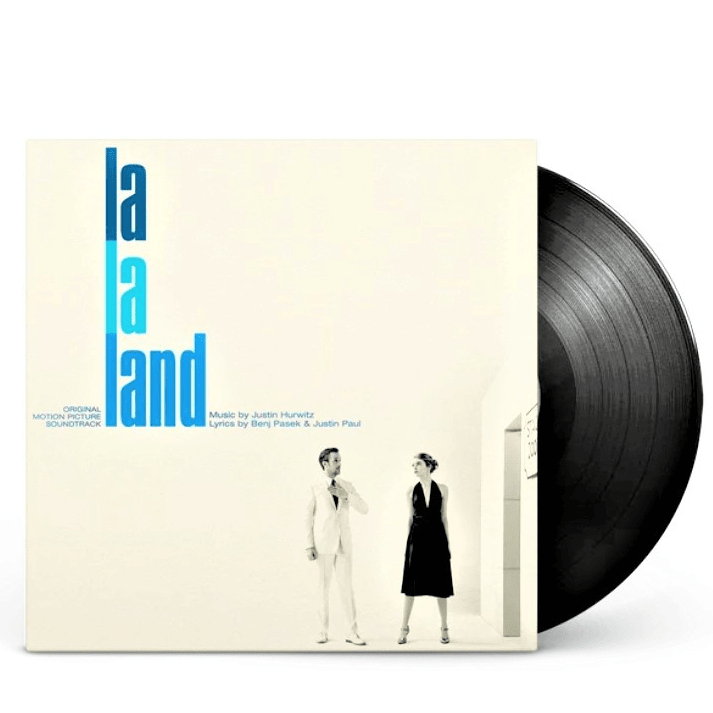 la
la
land
ORIGINAL
MOTION PICTURE
SOUNDTRACK
Music by Justin Hurwitz
Lyrics by Benj Pasek & Justin Paul